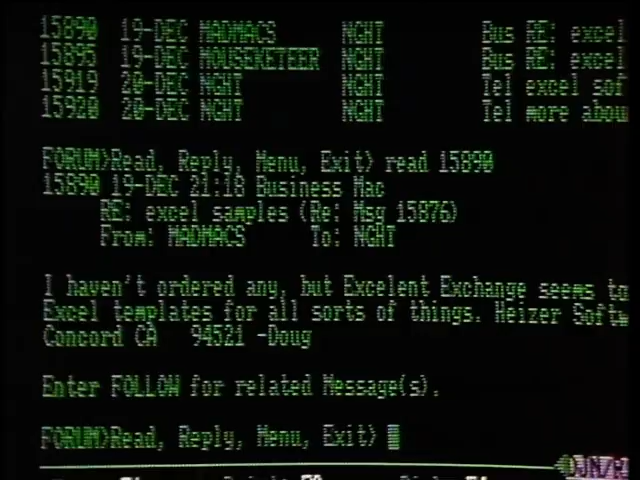 15890 19-DEC MADMACS NGHT Bus RE: excel
15895 19-DEC MOUSEKETEER NGHT Bus RE: excel
15919 20-DEC NGHT NGHT Tel excel sof
15920 20-DEC NGHT NGHT Tel more abou
FORUM>Read, Reply, Menu, Exit> read 15890
15890 19-DEC 21:18 Business Mac
RE: excel samples (Re: Msg 15876)
From: MADMACS To: NGHT
I haven't ordered any, but Excelent Exchange seems to
Excel templates for all sorts of things. Heizer Softw
Concord CA 94521 -Doug
Enter FOLLOW for related Message(s).
FORUM>Read, Reply, Menu, Exit>